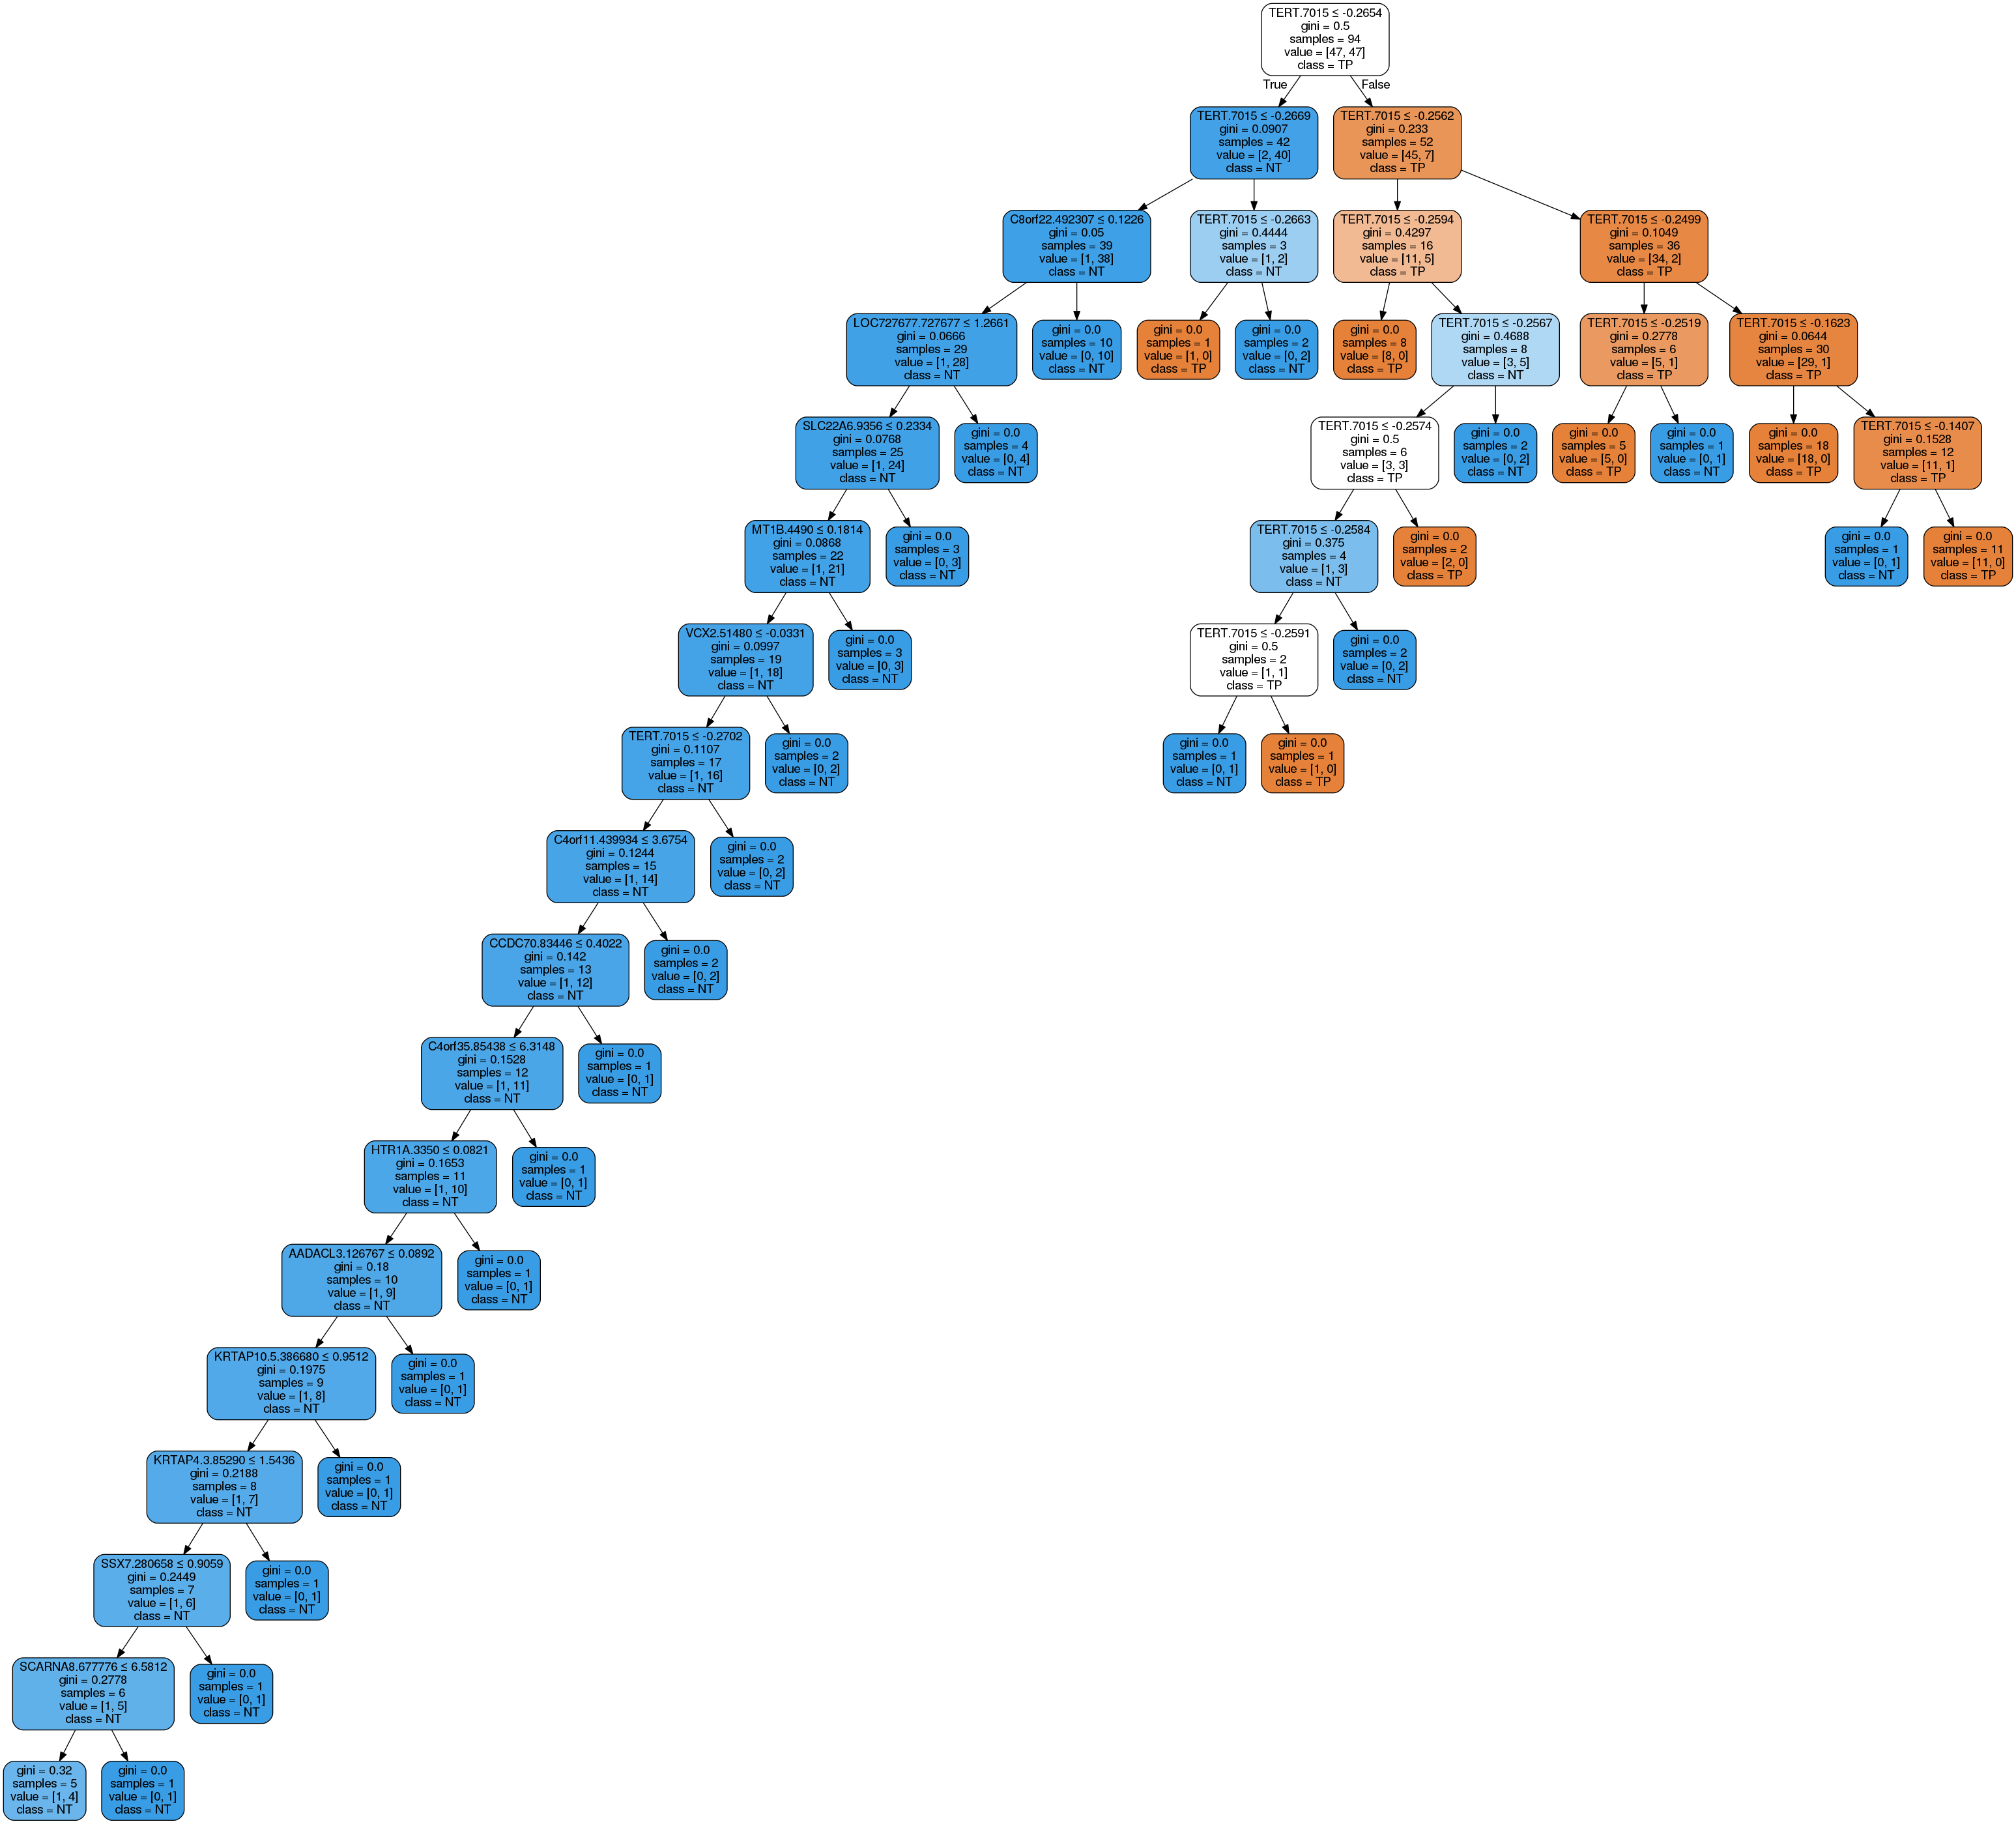 TERT.7015 ≤ -0.2654
gini = 0.5
samples = 94
value = [47, 47]
class = TP
True
False
TERT.7015 ≤ -0.2669
gini = 0.0907
samples = 42
value = [2, 40]
class = NT
TERT.7015 ≤ -0.2562
gini = 0.233
samples = 52
value = [45, 7]
class = TP
C8orf22.492307 ≤ 0.1226
gini = 0.05
samples = 39
value = [1, 38]
class = NT
TERT.7015 ≤ -0.2663
gini = 0.4444
samples = 3
value = [1, 2]
class = NT
TERT.7015 ≤ -0.2594
gini = 0.4297
samples = 16
value = [11, 5]
class = TP
TERT.7015 ≤ -0.2499
gini = 0.1049
samples = 36
value = [34, 2]
class = TP
LOC727677.727677 ≤ 1.2661
gini = 0.0666
samples = 29
value = [1, 28]
class = NT
gini = 0.0
samples = 10
value = [0, 10]
class = NT
gini = 0.0
samples = 1
value = [1, 0]
class = TP
gini = 0.0
samples = 2
value = [0, 2]
class = NT
gini = 0.0
samples = 8
value = [8, 0]
class = TP
TERT.7015 ≤ -0.2567
gini = 0.4688
samples = 8
value = [3, 5]
class = NT
TERT.7015 ≤ -0.2519
gini = 0.2778
samples = 6
value = [5, 1]
class = TP
TERT.7015 ≤ -0.1623
gini = 0.0644
samples = 30
value = [29, 1]
class = TP
SLC22A6.9356 ≤ 0.2334
gini = 0.0768
samples = 25
value = [1, 24]
class = NT
gini = 0.0
samples = 4
value = [0, 4]
class = NT
TERT.7015 ≤ -0.2574
gini = 0.5
samples = 6
value = [3, 3]
class = TP
gini = 0.0
samples = 2
value = [0, 2]
class = NT
gini = 0.0
samples = 5
value = [5, 0]
class = TP
gini = 0.0
samples = 1
value = [0, 1]
class = NT
gini = 0.0
samples = 18
value = [18, 0]
class = TP
TERT.7015 ≤ -0.1407
gini = 0.1528
samples = 12
value = [11, 1]
class = TP
MT1B.4490 ≤ 0.1814
gini = 0.0868
samples = 22
value = [1, 21]
class = NT
gini = 0.0
samples = 3
value = [0, 3]
class = NT
TERT.7015 ≤ -0.2584
gini = 0.375
samples = 4
value = [1, 3]
class = NT
gini = 0.0
samples = 2
value = [2, 0]
class = TP
gini = 0.0
samples = 1
value = [0, 1]
class = NT
gini = 0.0
samples = 11
value = [11, 0]
class = TP
VCX2.51480 ≤ -0.0331
gini = 0.0997
samples = 19
value = [1, 18]
class = NT
gini = 0.0
samples = 3
value = [0, 3]
class = NT
TERT.7015 ≤ -0.2591
gini = 0.5
samples = 2
value = [1, 1]
class = TP
gini = 0.0
samples = 2
value = [0, 2]
class = NT
TERT.7015 ≤ -0.2702
gini = 0.1107
samples = 17
value = [1, 16]
class = NT
gini = 0.0
samples = 2
value = [0, 2]
class = NT
gini = 0.0
samples = 1
value = [0, 1]
class = NT
gini = 0.0
samples = 1
value = [1, 0]
class = TP
C4orf11.439934 ≤ 3.6754
gini = 0.1244
samples = 15
value = [1, 14]
class = NT
gini = 0.0
samples = 2
value = [0, 2]
class = NT
CCDC70.83446 ≤ 0.4022
gini = 0.142
samples = 13
value = [1, 12]
class = NT
gini = 0.0
samples = 2
value = [0, 2]
class = NT
C4orf35.85438 ≤ 6.3148
gini = 0.1528
samples = 12
value = [1, 11]
class = NT
gini = 0.0
samples = 1
value = [0, 1]
class = NT
HTR1A.3350 ≤ 0.0821
gini = 0.1653
samples = 11
value = [1, 10]
class = NT
gini = 0.0
samples = 1
value = [0, 1]
class = NT
AADACL3.126767 ≤ 0.0892
gini = 0.18
samples = 10
value = [1, 9]
class = NT
gini = 0.0
samples = 1
value = [0, 1]
class = NT
KRTAP10.5.386680 ≤ 0.9512
gini = 0.1975
samples = 9
value = [1, 8]
class = NT
gini = 0.0
samples = 1
value = [0, 1]
class = NT
KRTAP4.3.85290 ≤ 1.5436
gini = 0.2188
samples = 8
value = [1, 7]
class = NT
gini = 0.0
samples = 1
value = [0, 1]
class = NT
SSX7.280658 ≤ 0.9059
gini = 0.2449
samples = 7
value = [1, 6]
class = NT
gini = 0.0
samples = 1
value = [0, 1]
class = NT
SCARNA8.677776 ≤ 6.5812
gini = 0.2778
samples = 6
value = [1, 5]
class = NT
gini = 0.0
samples = 1
value = [0, 1]
class = NT
gini = 0.32
samples = 5
value = [1, 4]
class = NT
gini = 0.0
samples = 1
value = [0, 1]
class = NT